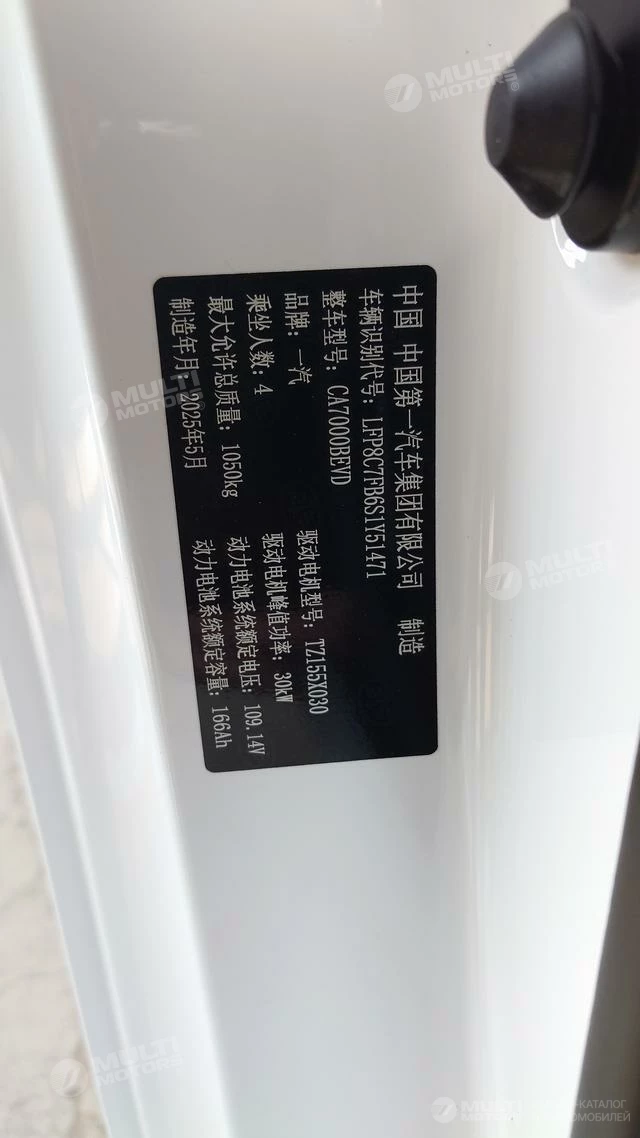 中国 中国第一汽车集团有限公司 制造
车辆识别代号：LFP8C7FB6S1Y51471
整车型号：CA7000BEVD
品牌：一汽
驱动电机型号：TZ155X030
乘坐人数：4
驱动电机峰值功率：30kW
最大允许总质量：1050kg
动力电池系统额定电压：109.14V
制造年月：2025年5月
动力电池系统额定容量：166Ah
MULTI
MOTORS®
MULTI
MOTORS
MULTI
MOTORS
MULTI
MOTORS
MULTI
MOTORS
-КАТАЛОГ
ОМОБИЛЕЙ